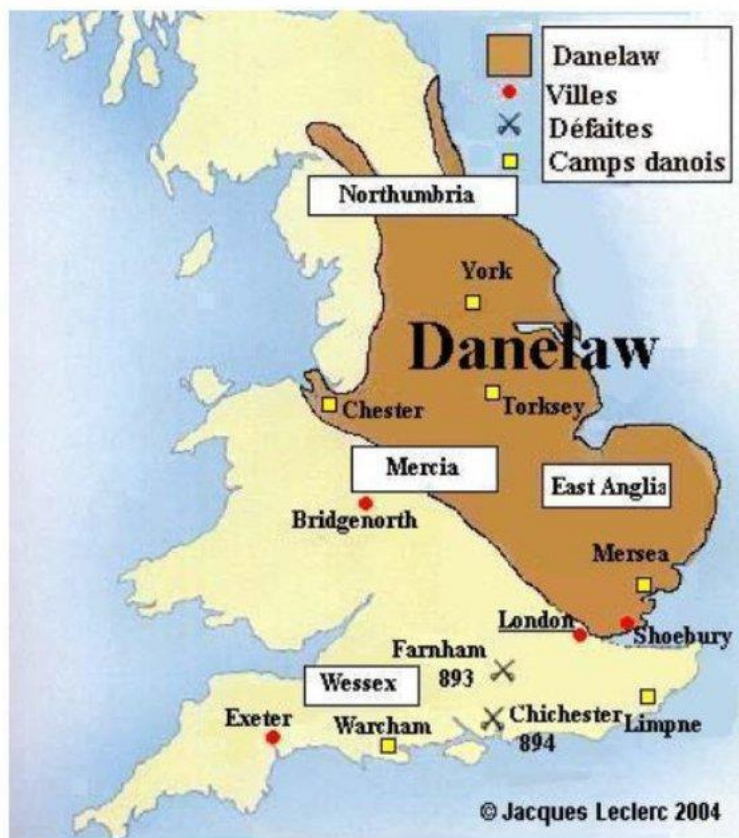 Danelaw
Villes
Défaites
Camps danois
Northumbria
York
Danelaw
Chester
Torksey
Mercia
East Anglia
Bridgenorth
Mersea
London
Shoebury
Farnham
893
Wessex
Exeter
Warcham
Chichester
894
Limpne
© Jacques Leclerc 2004